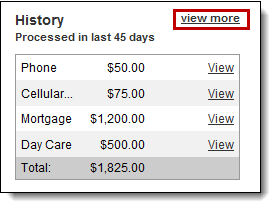 History view more
Processed in last 45 days
Phone $50.00 View
Cellular... $75.00 View
Mortgage $1,200.00 View
Day Care $500.00 View
Total: $1,825.00